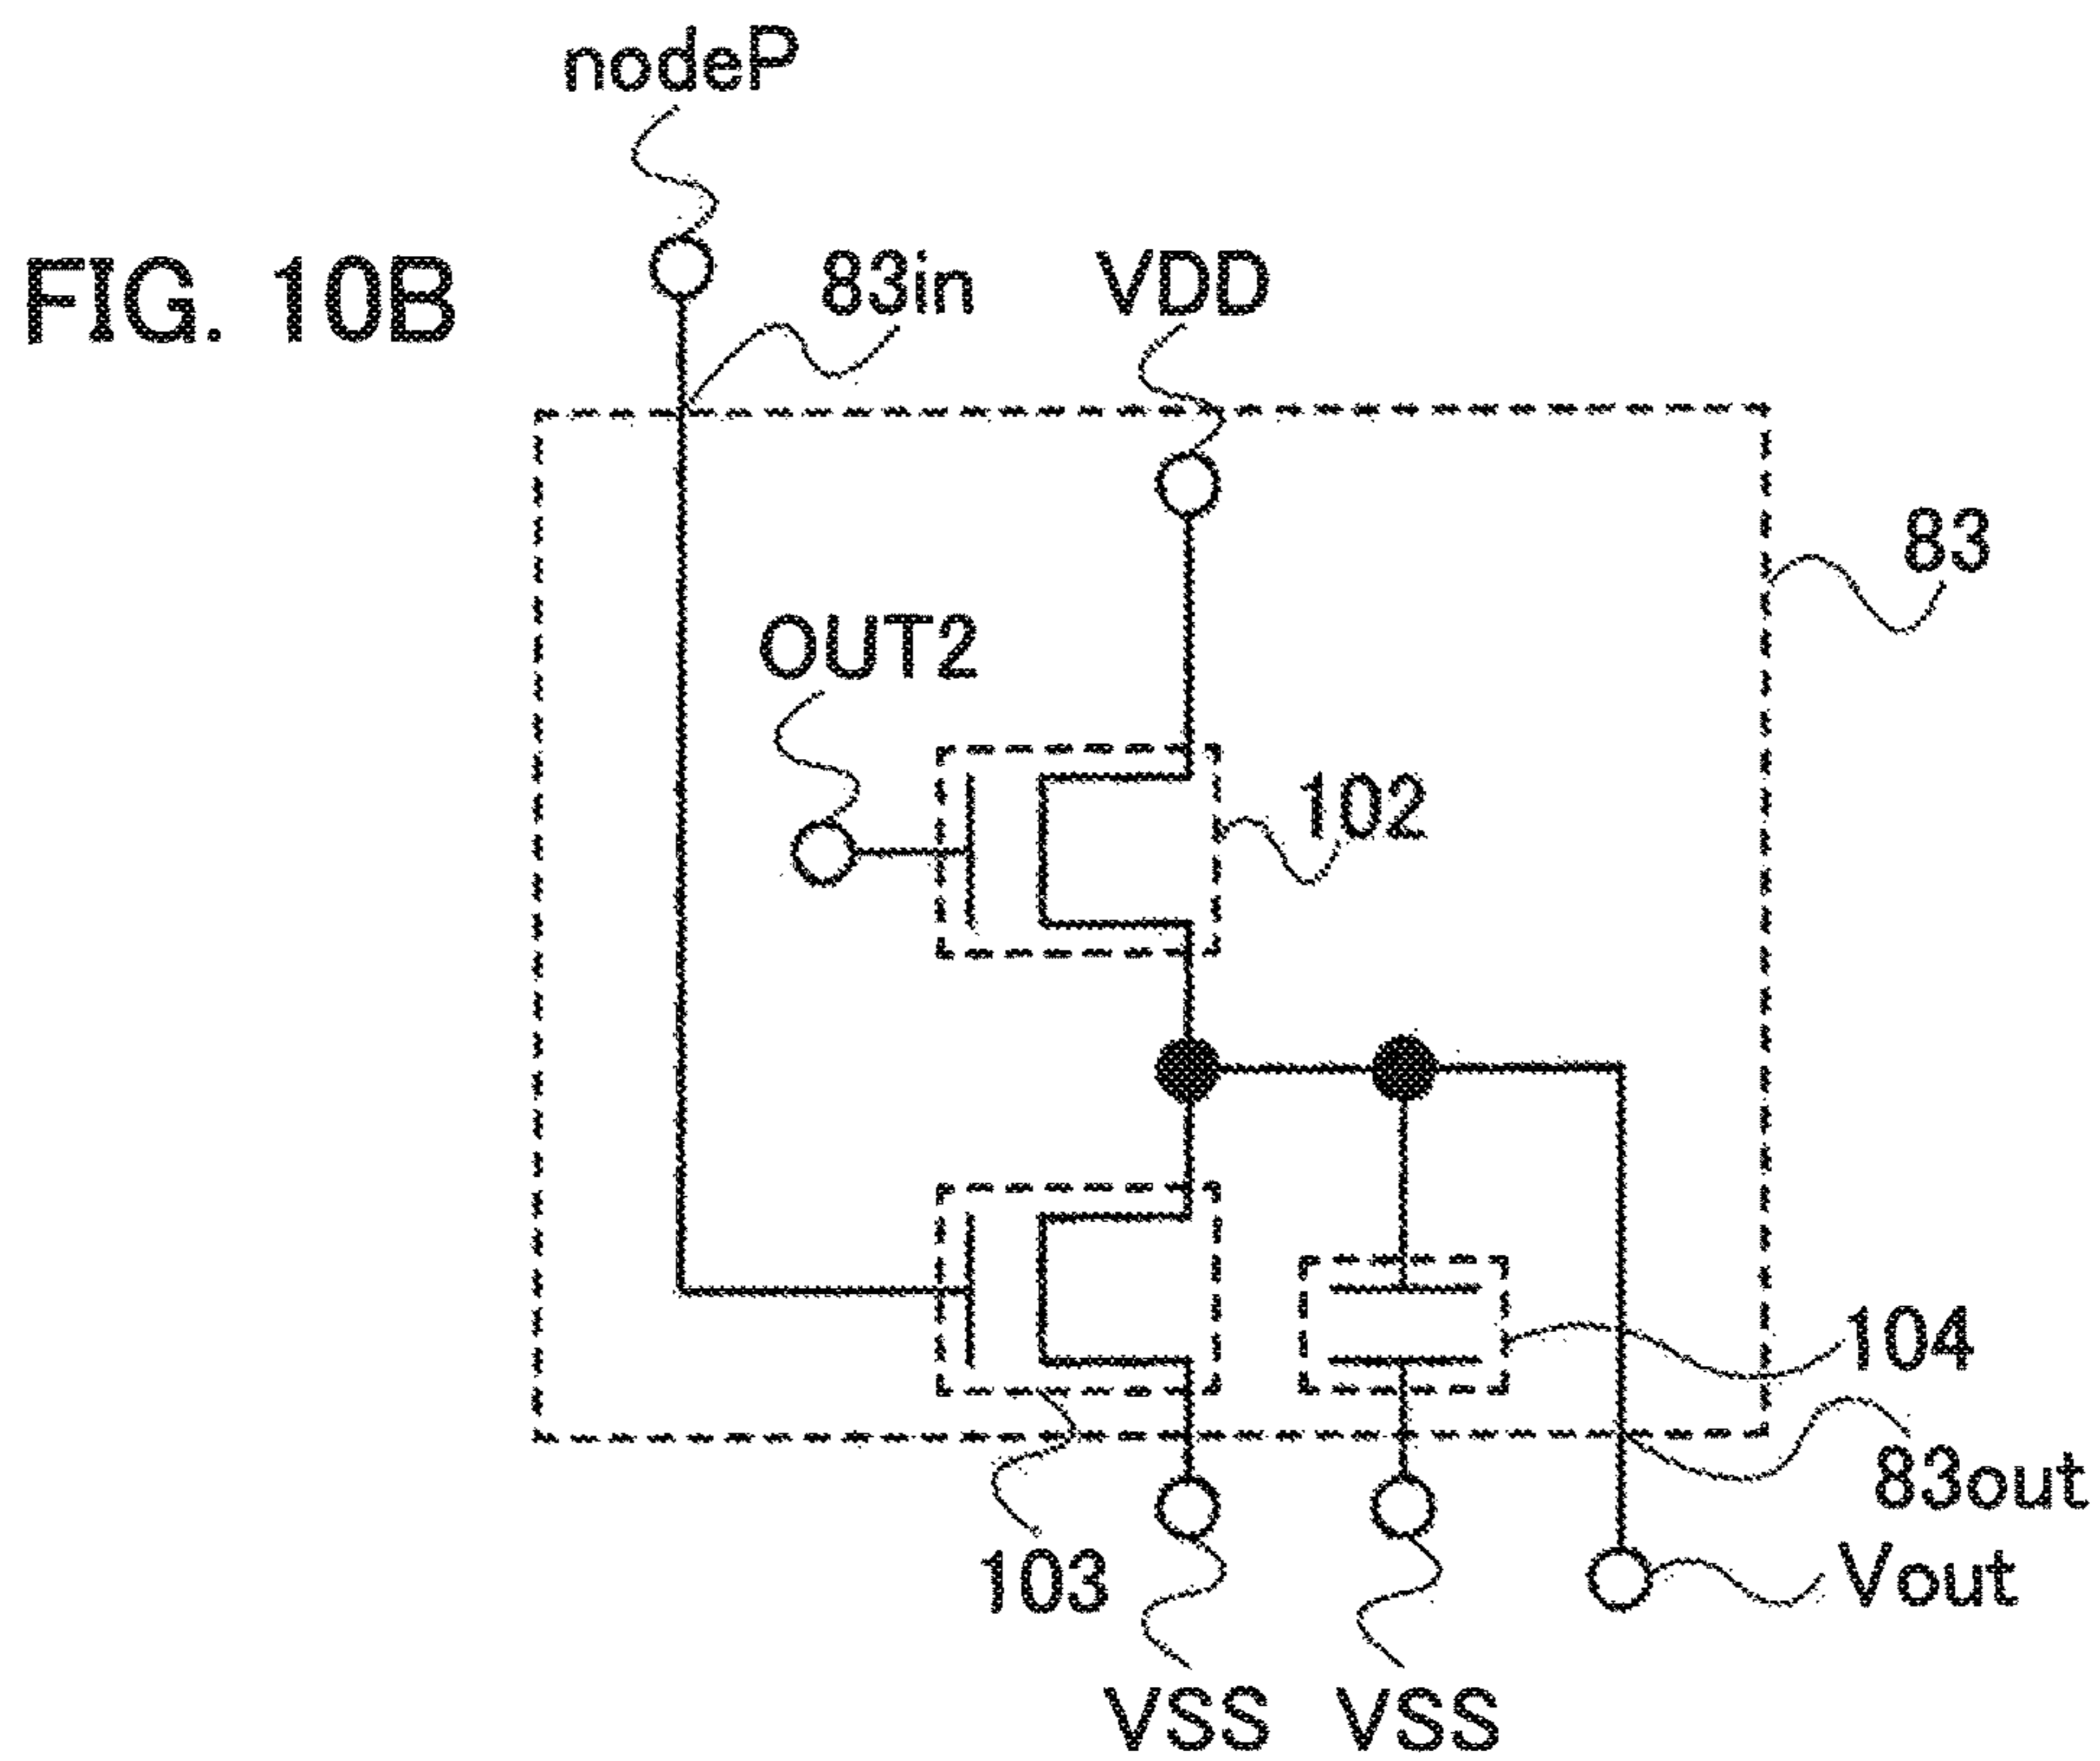 nodeP
FIG. 10B
83in
VDD
83
OUT2
102
104
83out
103
Vout
VSS
VSS